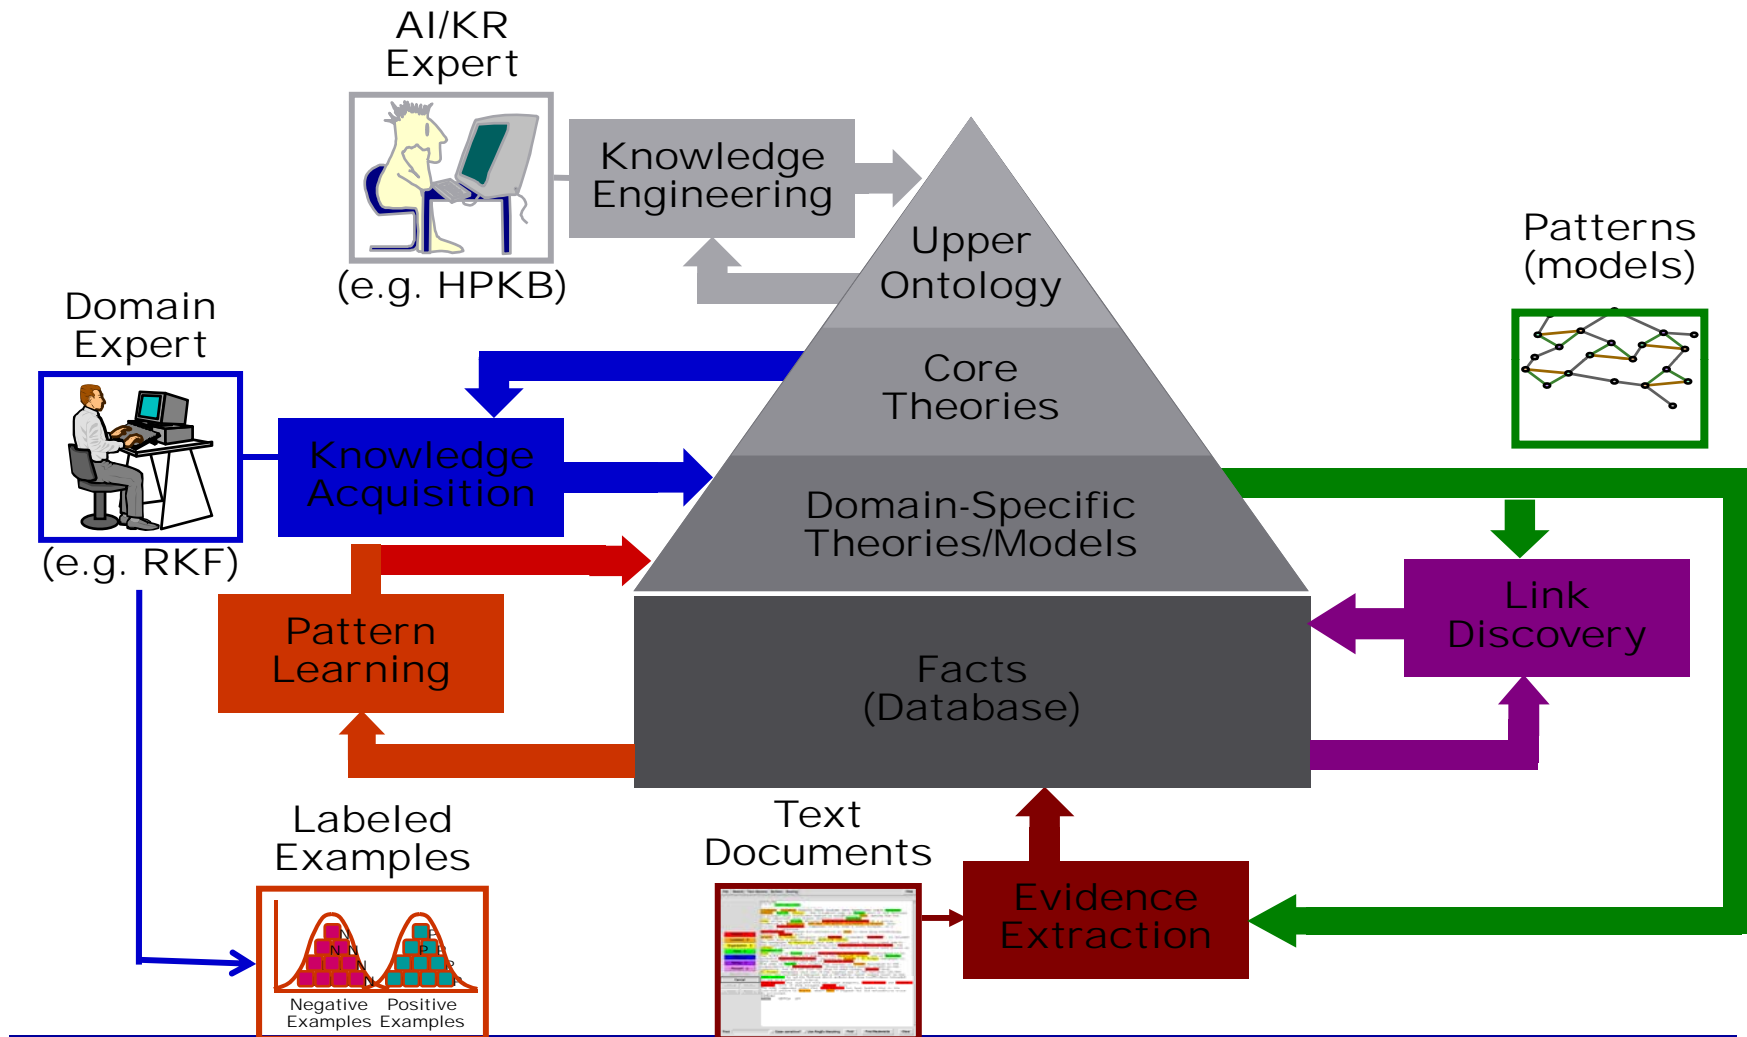 AI/KR
Expert
(e.g. HPKB)
Knowledge
Engineering
Upper
Ontology
Patterns
(models)
Domain
Expert
(e.g. RKF)
Core
Theories
Knowledge
Acquisition
Domain-Specific
Theories/Models
Link
Discovery
Pattern
Learning
Facts
(Database)
Labeled
Examples
N
N N
N
N
P
P P
P
P
Negative
Examples
Positive
Examples
Text
Documents
Evidence
Extraction